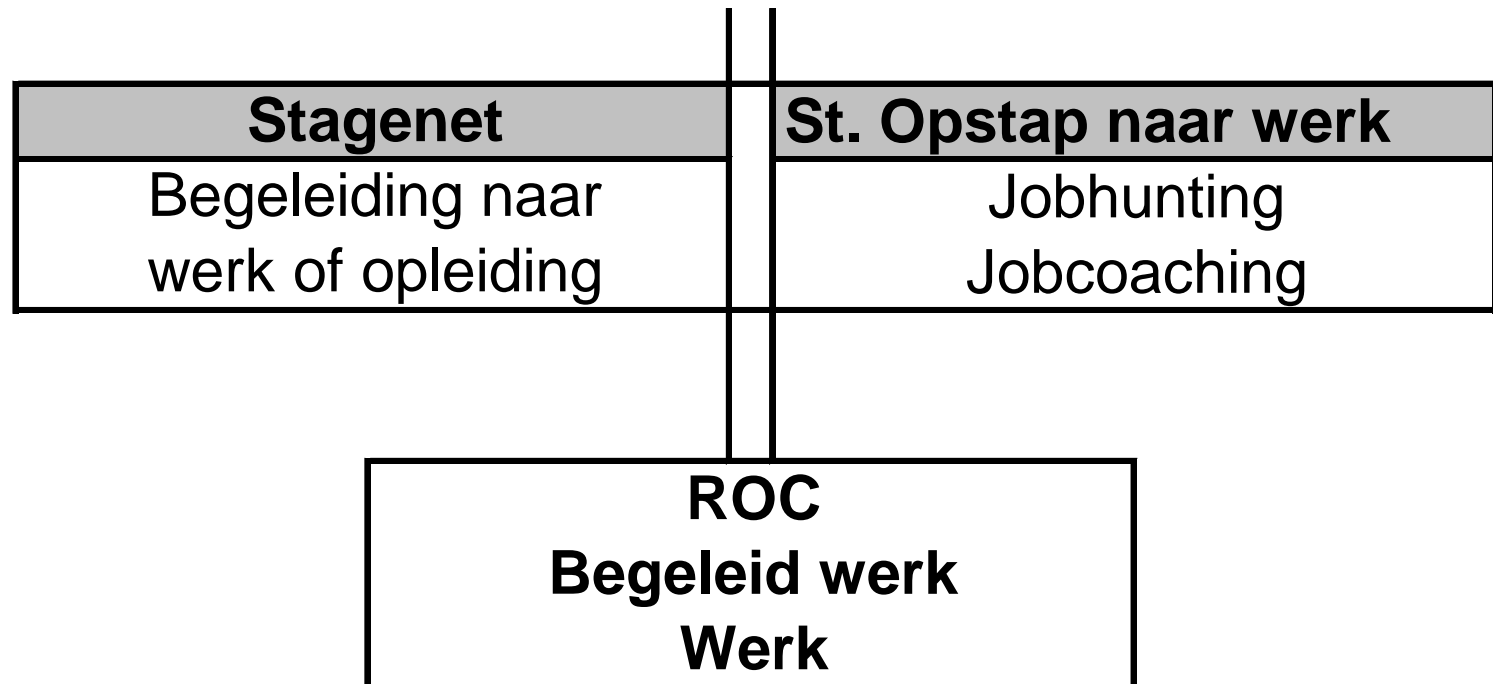 Stagenet
Begeleiding naar
werk of opleiding
St. Opstap naar werk
Jobhunting
Jobcoaching
ROC
Begeleid werk
Werk